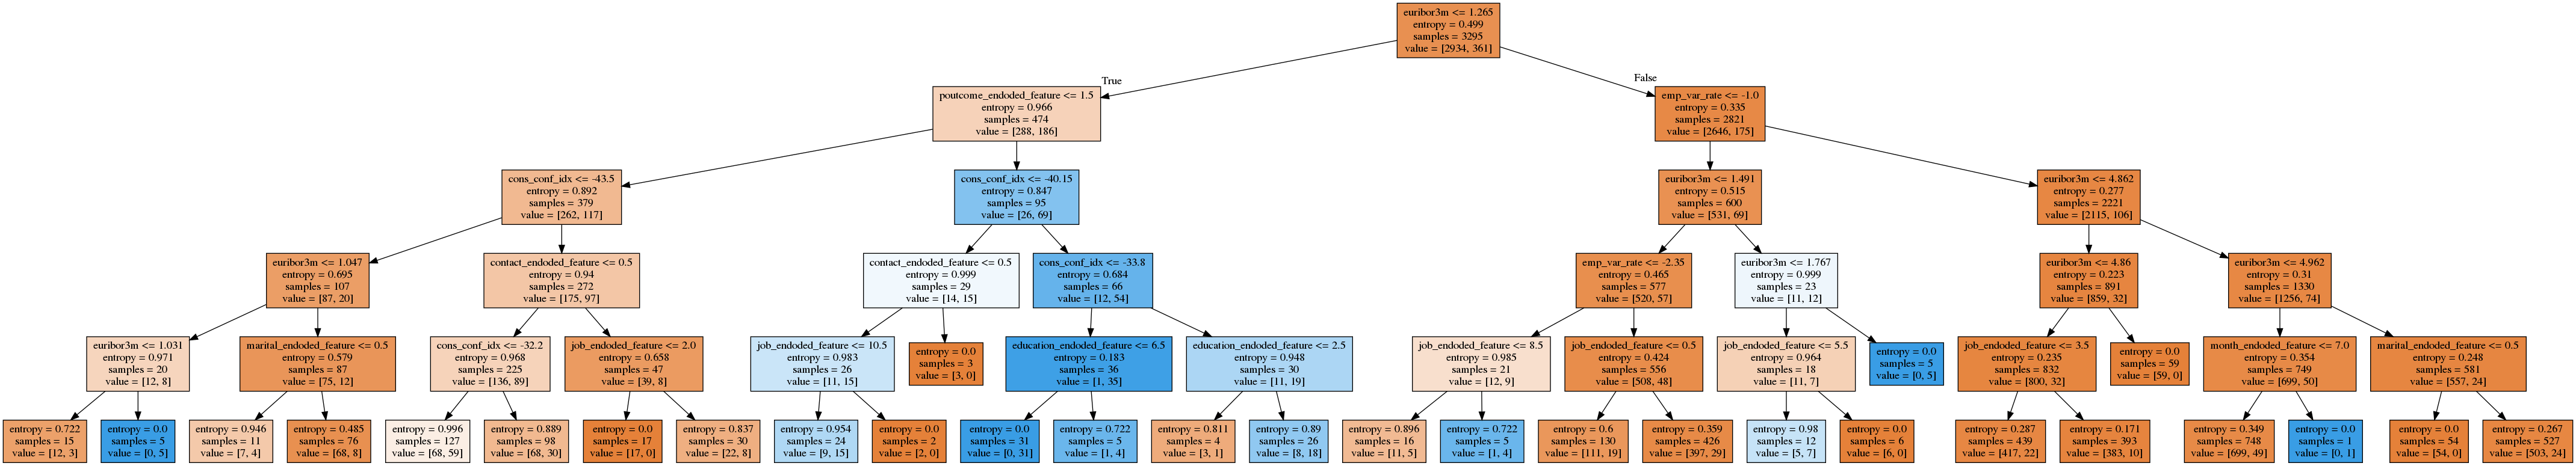 euribor3m <= 1.265
entropy = 0.499
samples = 3295
value = [2934, 361]
True
False
poutcome_endoded_feature <= 1.5
entropy = 0.966
samples = 474
value = [288, 186]
emp_var_rate <= -1.0
entropy = 0.335
samples = 2821
value = [2646, 175]
cons_conf_idx <= -43.5
entropy = 0.892
samples = 379
value = [262, 117]
cons_conf_idx <= -40.15
entropy = 0.847
samples = 95
value = [26, 69]
euribor3m <= 1.491
entropy = 0.515
samples = 600
value = [531, 69]
euribor3m <= 4.862
entropy = 0.277
samples = 2221
value = [2115, 106]
euribor3m <= 1.047
entropy = 0.695
samples = 107
value = [87, 20]
contact_endoded_feature <= 0.5
entropy = 0.94
samples = 272
value = [175, 97]
contact_endoded_feature <= 0.5
entropy = 0.999
samples = 29
value = [14, 15]
cons_conf_idx <= -33.8
entropy = 0.684
samples = 66
value = [12, 54]
emp_var_rate <= -2.35
entropy = 0.465
samples = 577
value = [520, 57]
euribor3m <= 1.767
entropy = 0.999
samples = 23
value = [11, 12]
euribor3m <= 4.86
entropy = 0.223
samples = 891
value = [859, 32]
euribor3m <= 4.962
entropy = 0.31
samples = 1330
value = [1256, 74]
euribor3m <= 1.031
entropy = 0.971
samples = 20
value = [12, 8]
marital_endoded_feature <= 0.5
entropy = 0.579
samples = 87
value = [75, 12]
cons_conf_idx <= -32.2
entropy = 0.968
samples = 225
value = [136, 89]
job_endoded_feature <= 2.0
entropy = 0.658
samples = 47
value = [39, 8]
job_endoded_feature <= 10.5
entropy = 0.983
samples = 26
value = [11, 15]
entropy = 0.0
samples = 3
value = [3, 0]
education_endoded_feature <= 6.5
entropy = 0.183
samples = 36
value = [1, 35]
education_endoded_feature <= 2.5
entropy = 0.948
samples = 30
value = [11, 19]
job_endoded_feature <= 8.5
entropy = 0.985
samples = 21
value = [12, 9]
job_endoded_feature <= 0.5
entropy = 0.424
samples = 556
value = [508, 48]
job_endoded_feature <= 5.5
entropy = 0.964
samples = 18
value = [11, 7]
entropy = 0.0
samples = 5
value = [0, 5]
job_endoded_feature <= 3.5
entropy = 0.235
samples = 832
value = [800, 32]
entropy = 0.0
samples = 59
value = [59, 0]
month_endoded_feature <= 7.0
entropy = 0.354
samples = 749
value = [699, 50]
marital_endoded_feature <= 0.5
entropy = 0.248
samples = 581
value = [557, 24]
entropy = 0.722
samples = 15
value = [12, 3]
entropy = 0.0
samples = 5
value = [0, 5]
entropy = 0.946
samples = 11
value = [7, 4]
entropy = 0.485
samples = 76
value = [68, 8]
entropy = 0.996
samples = 127
value = [68, 59]
entropy = 0.889
samples = 98
value = [68, 30]
entropy = 0.0
samples = 17
value = [17, 0]
entropy = 0.837
samples = 30
value = [22, 8]
entropy = 0.954
samples = 24
value = [9, 15]
entropy = 0.0
samples = 2
value = [2, 0]
entropy = 0.0
samples = 31
value = [0, 31]
entropy = 0.722
samples = 5
value = [1, 4]
entropy = 0.811
samples = 4
value = [3, 1]
entropy = 0.89
samples = 26
value = [8, 18]
entropy = 0.896
samples = 16
value = [11, 5]
entropy = 0.722
samples = 5
value = [1, 4]
entropy = 0.6
samples = 130
value = [111, 19]
entropy = 0.359
samples = 426
value = [397, 29]
entropy = 0.98
samples = 12
value = [5, 7]
entropy = 0.0
samples = 6
value = [6, 0]
entropy = 0.287
samples = 439
value = [417, 22]
entropy = 0.171
samples = 393
value = [383, 10]
entropy = 0.349
samples = 748
value = [699, 49]
entropy = 0.0
samples = 1
value = [0, 1]
entropy = 0.0
samples = 54
value = [54, 0]
entropy = 0.267
samples = 527
value = [503, 24]